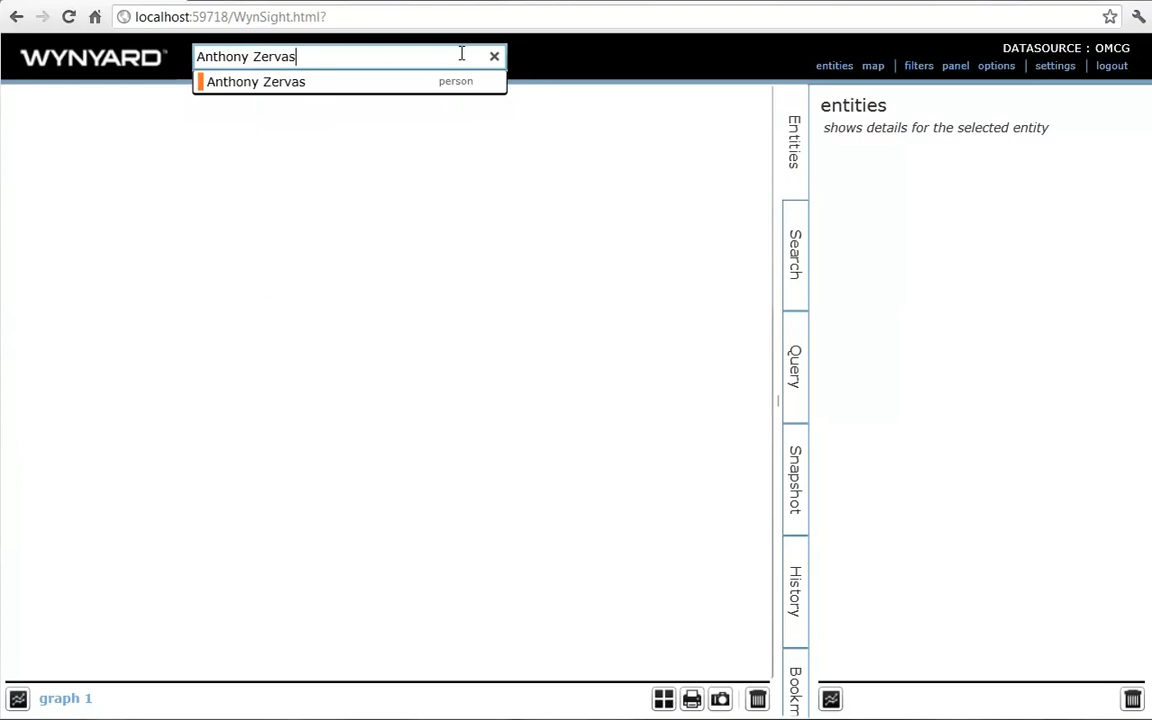 localhost:59718/WynSight.html?
WYNYARD™
Anthony Zervas
Anthony Zervas person
DATASOURCE : OMCG
entities map | filters panel options | settings | logout
entities
shows details for the selected entity
Entities
Search
Query
Snapshot
History
Bookm
graph 1